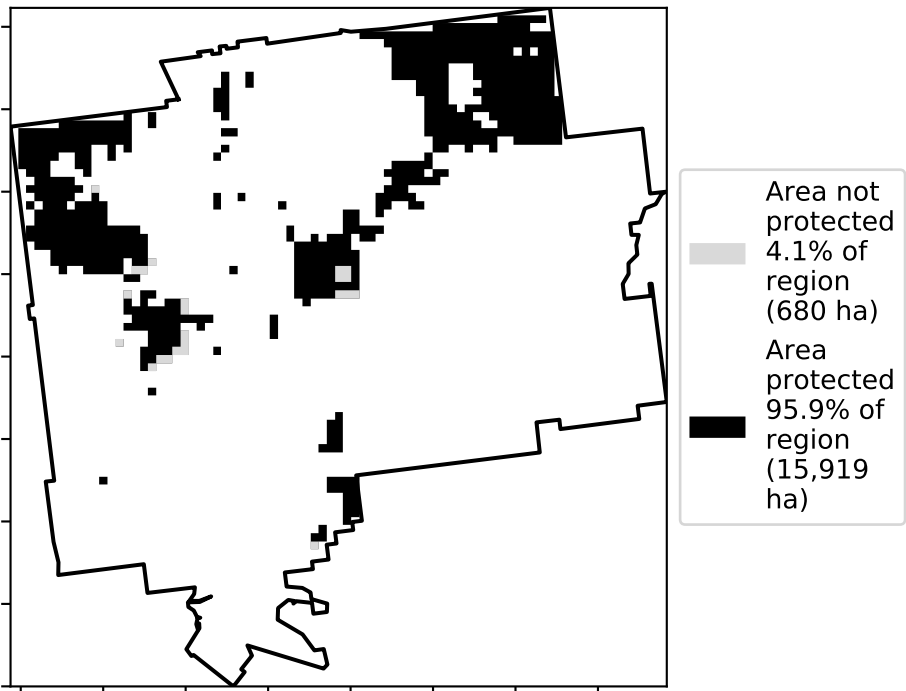 Area not
protected
4.1% of
region
(680 ha)
Area
protected
95.9% of
region
(15,919
ha)